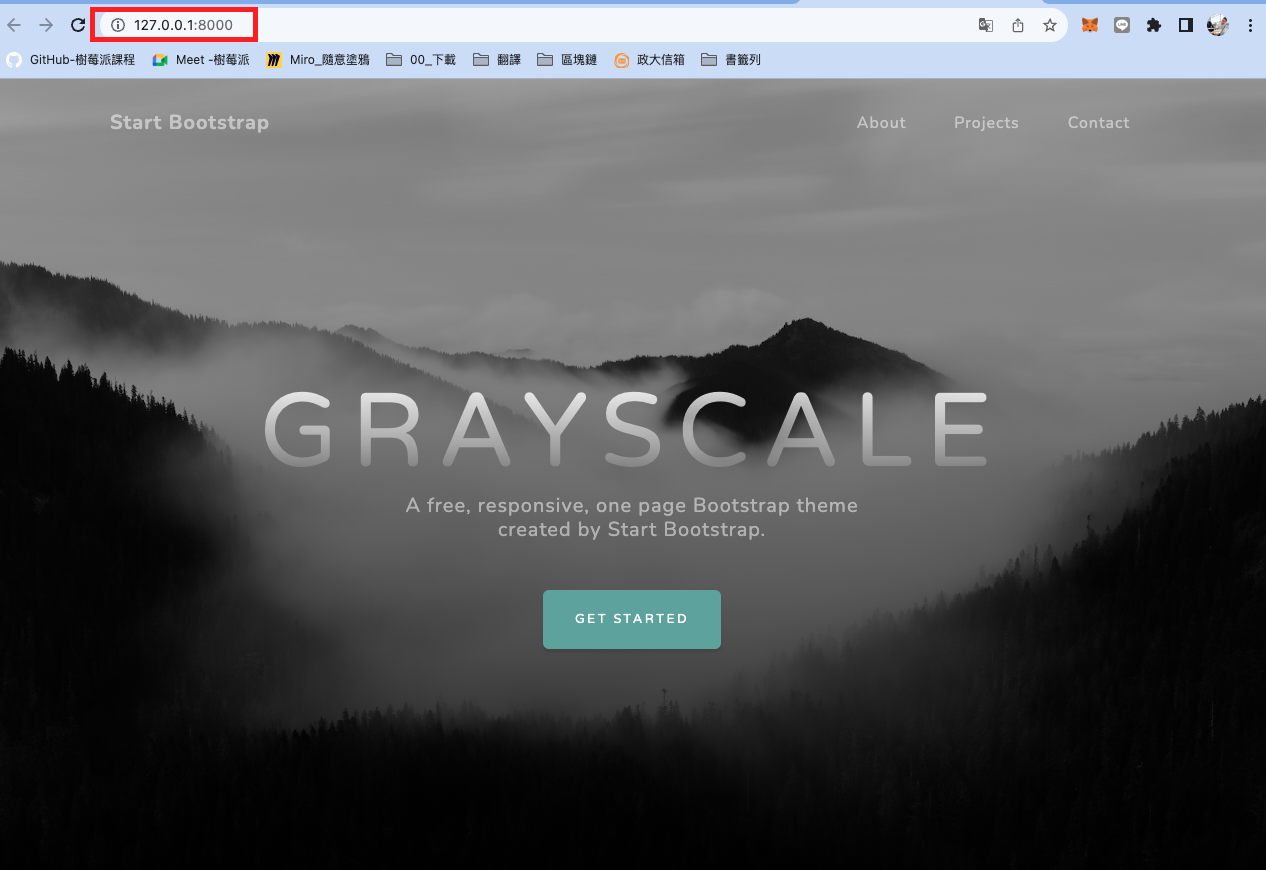 127.0.0.1:8000
GitHub-樹莓派課程 Meet -樹莓派 Miro_隨意塗鴉 00_下載 翻譯 區塊鏈 政大信箱 書籤列
Start Bootstrap About Projects Contact
GRAYSCALE
A free, responsive, one page Bootstrap theme
created by Start Bootstrap.
GET STARTED